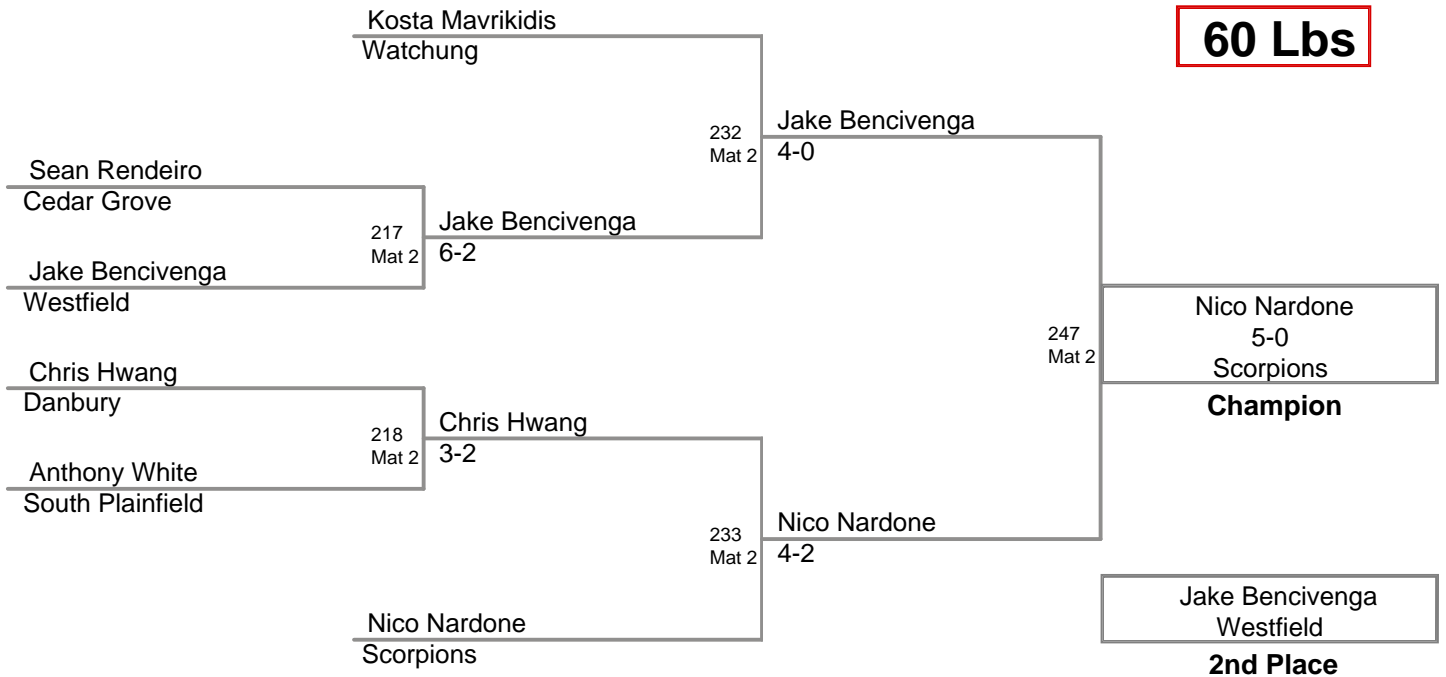 Kosta Mavrikidis
Watchung
60 Lbs
232
Mat 2
Jake Bencivenga
4-0
Sean Rendeiro
Cedar Grove
217
Mat 2
Jake Bencivenga
6-2
Jake Bencivenga
Westfield
247
Mat 2
Nico Nardone
5-0
Scorpions
Champion
Chris Hwang
Danbury
218
Mat 2
Chris Hwang
3-2
Anthony White
South Plainfield
233
Mat 2
Nico Nardone
4-2
Nico Nardone
Scorpions
Jake Bencivenga
Westfield
2nd Place